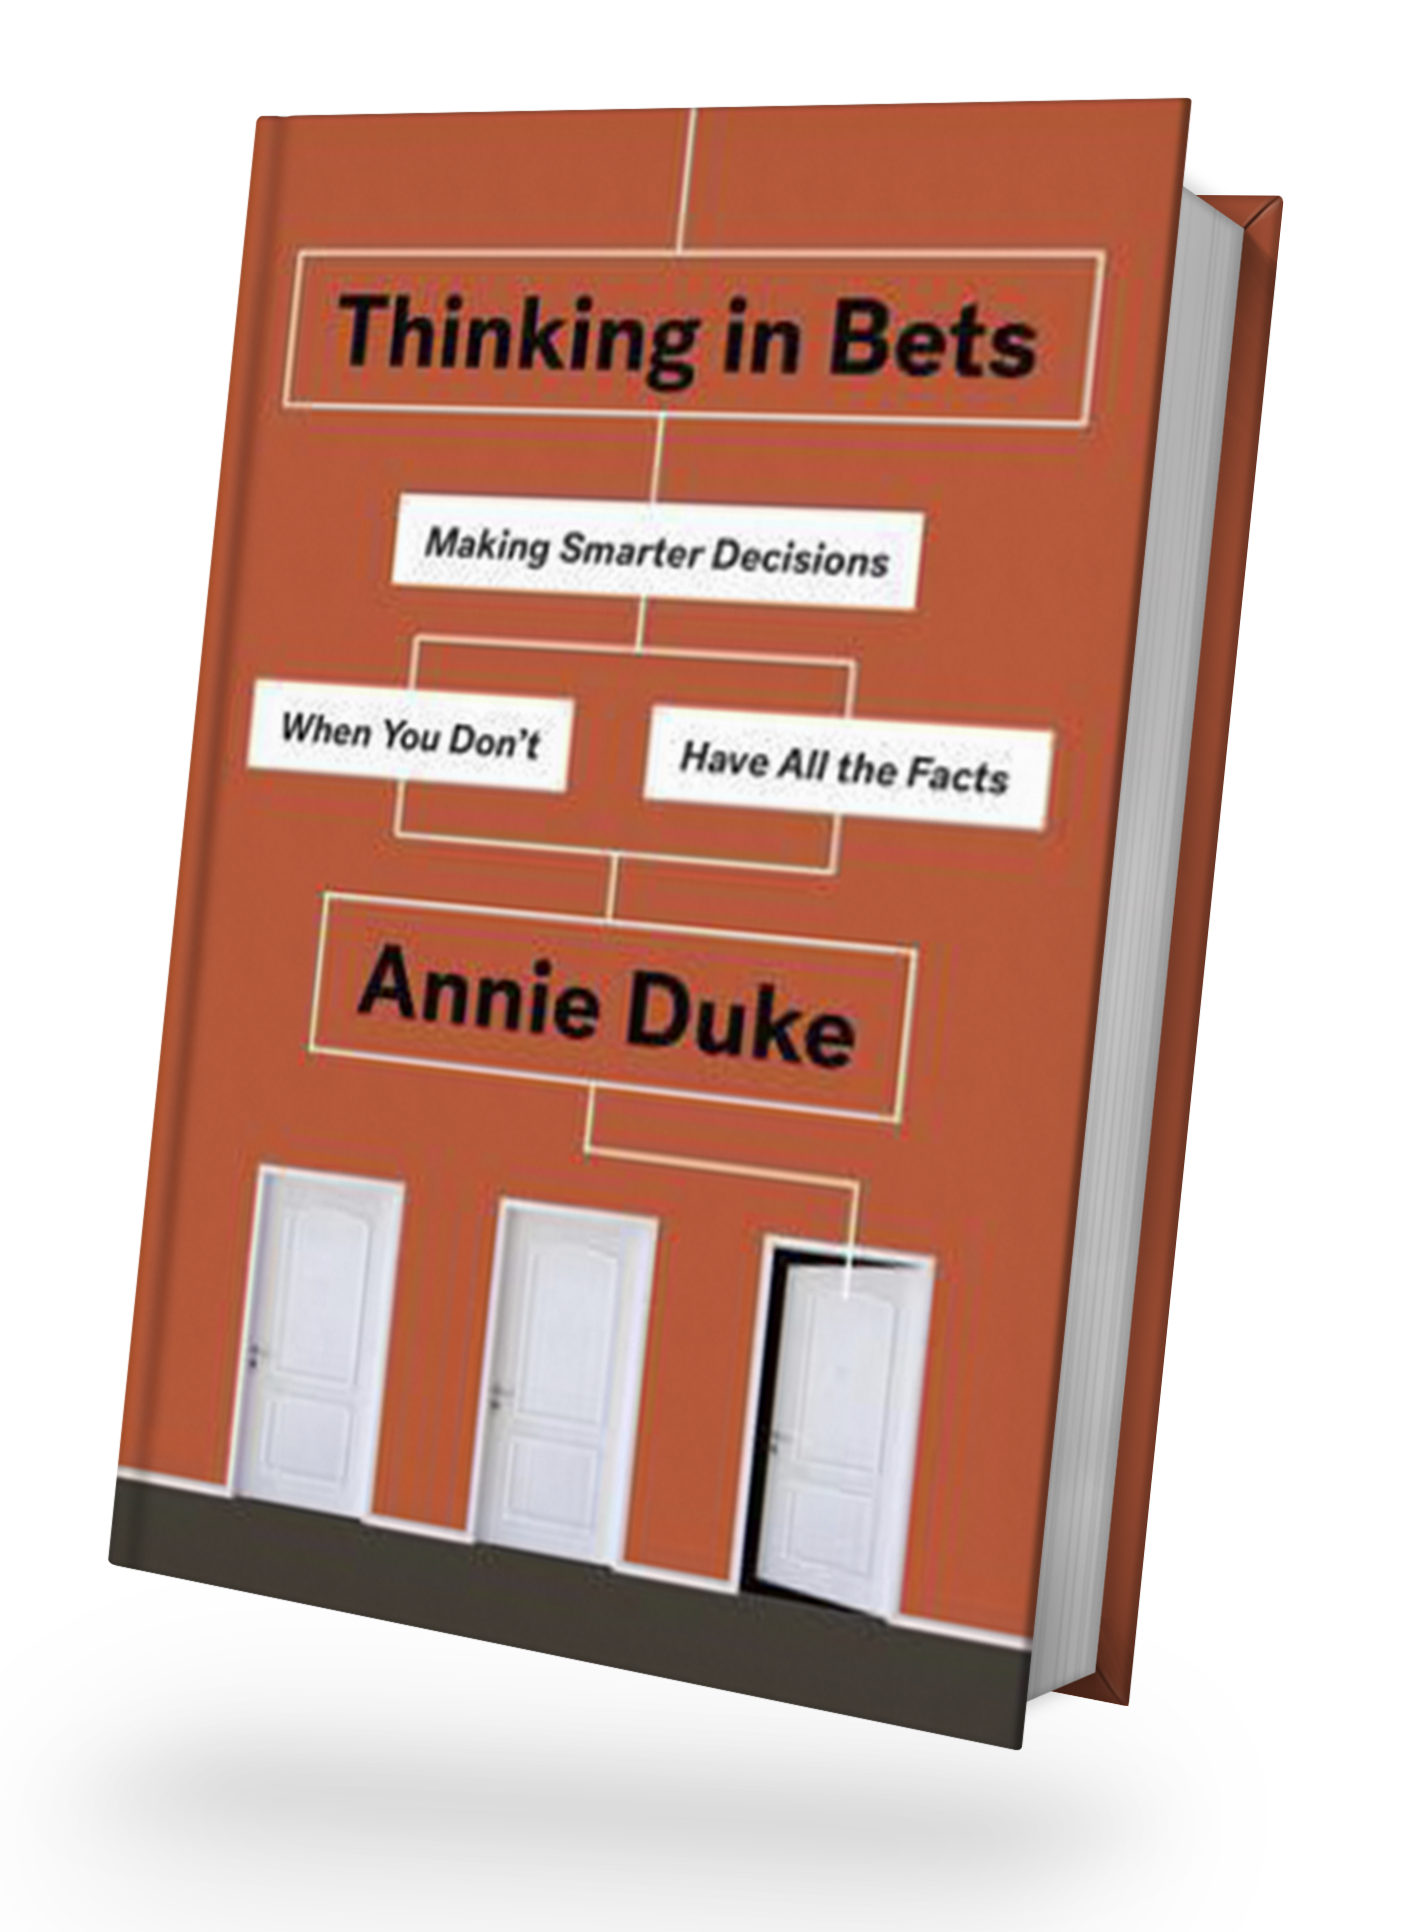 Thinking in Bets
Making Smarter Decisions
When You Don't
Have All the Facts
Annie Duke